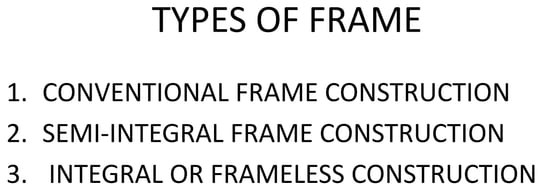 TYPES OF FRAME
1. CONVENTIONAL FRAME CONSTRUCTION
2. SEMI-INTEGRAL FRAME CONSTRUCTION
3. INTEGRAL OR FRAMELESS CONSTRUCTION